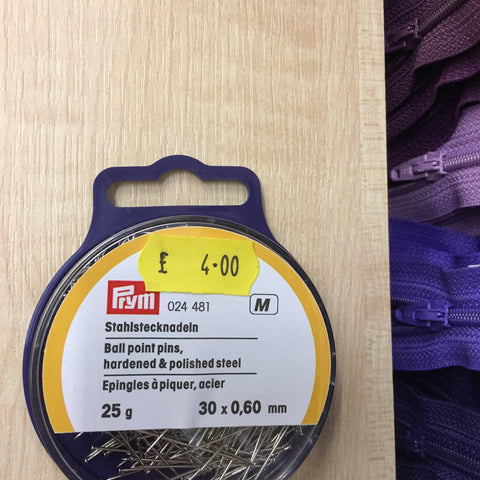 £ 4.00
Prym 024 481 M
Stahlstecknadeln
Ball point pins,
hardened & polished steel
Epingles à piquer, acier
25 g 30 x 0,60 mm